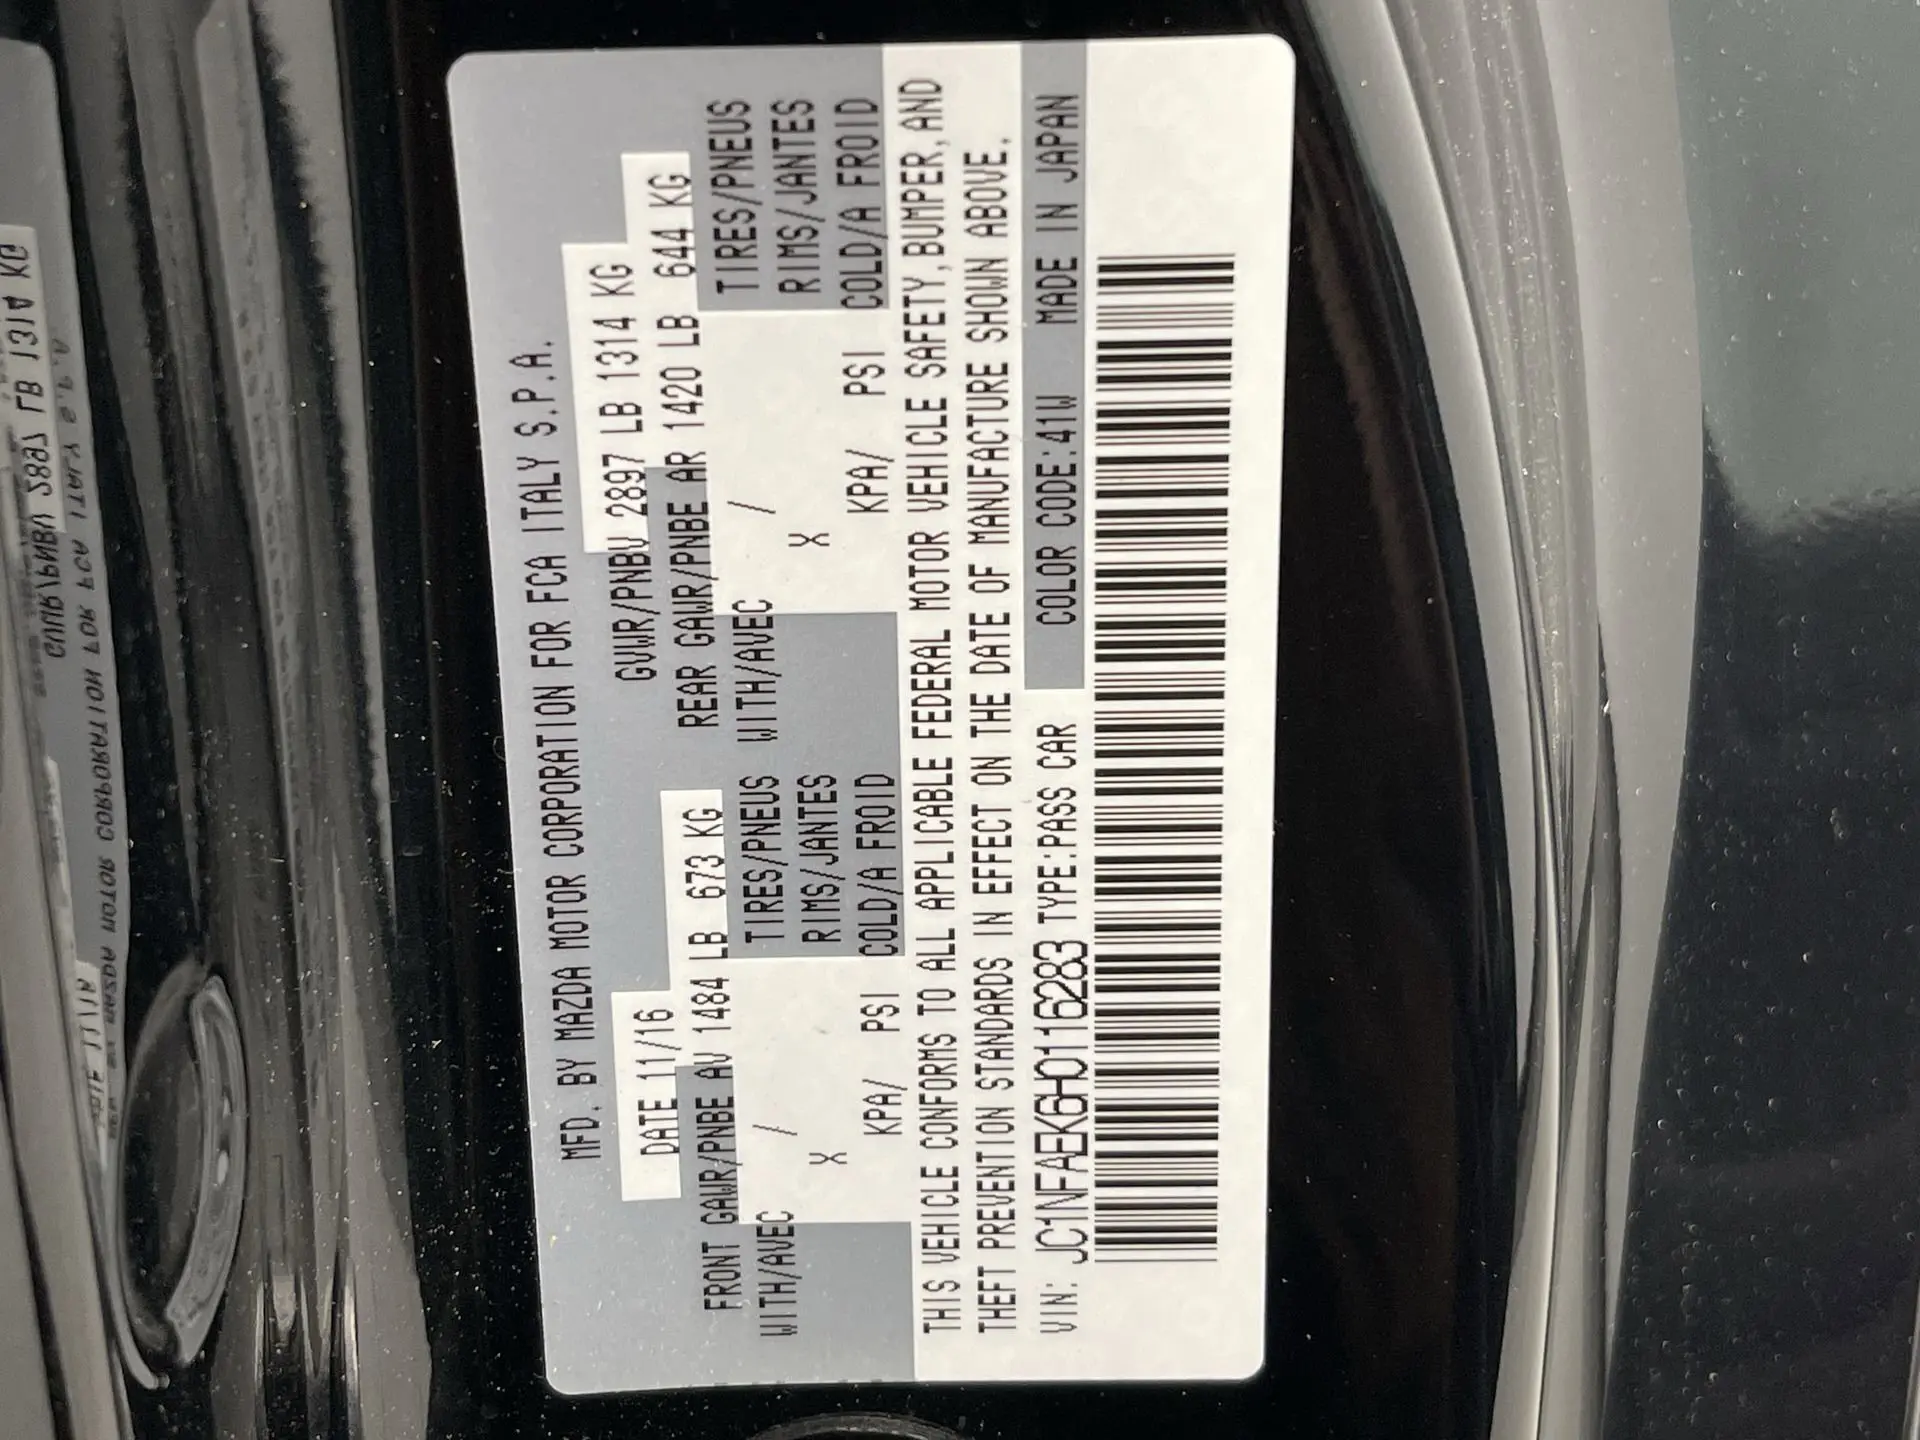 MFD. BY MAZDA MOTOR CORPORATION FOR FCA ITALY S.P.A.
DATE 11/16 GVWR/PNBV 2897 LB 1314 KG
FRONT GAWR/PNBE AV 1484 LB 673 KG REAR GAWR/PNBE AR 1420 LB 644 KG
WITH/AVEC / TIRES/PNEUS WITH/AVEC / TIRES/PNEUS
X RIMS/JANTES X RIMS/JANTES
KPA/ PSI COLD/A FROID KPA/ PSI COLD/A FROID
THIS VEHICLE CONFORMS TO ALL APPLICABLE FEDERAL MOTOR VEHICLE SAFETY,BUMPER,AND
THEFT PREVENTION STANDARDS IN EFFECT ON THE DATE OF MANUFACTURE SHOWN ABOVE.
VIN: JC1NFAEK6H0116283 TYPE:PASS CAR COLOR CODE:41W MADE IN JAPAN